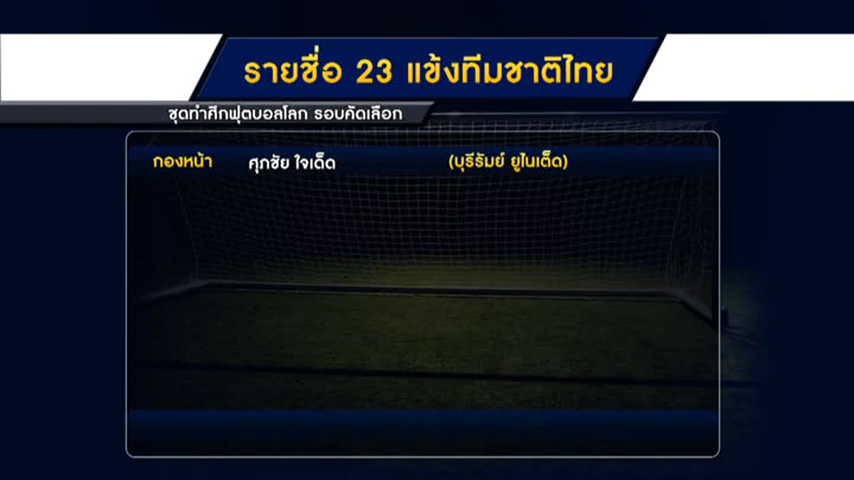 รายชื่อ 23 แข้งทีมชาติไทย
ชุดทำศึกฟุตบอลโลก รอบคัดเลือก
กองหน้า ศุภชัย ใจเด็ด (บุรีรัมย์ ยูไนเต็ด)